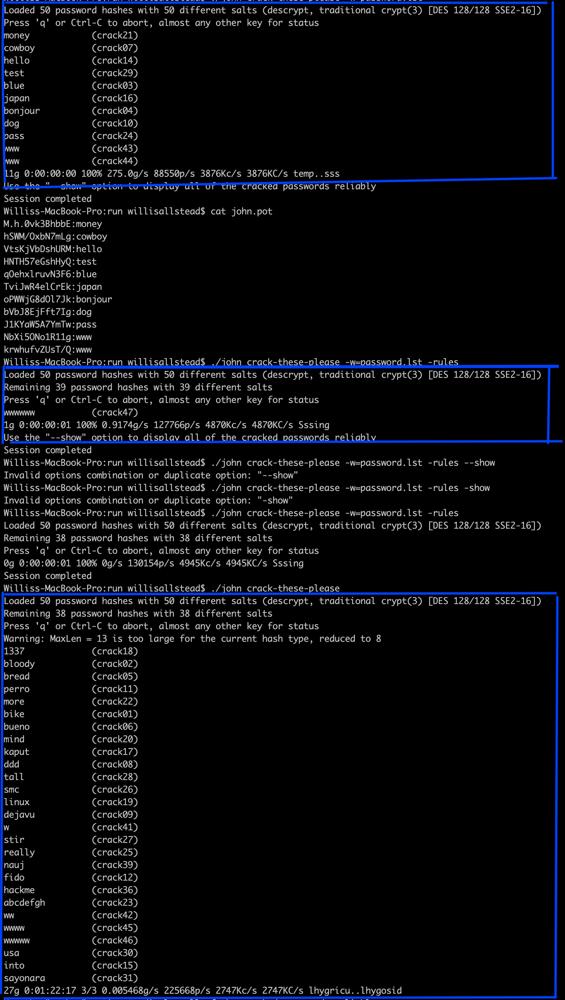 Williss-MacBook-Pro:run willisallstead$ ./john crack-these-please -w=password.lst
Loaded 50 password hashes with 50 different salts (descrypt, traditional crypt(3) [DES 128/128 SSE2-16])
Press 'q' or Ctrl-C to abort, almost any other key for status
money (crack21)
cowboy (crack07)
hello (crack14)
test (crack29)
blue (crack03)
japan (crack16)
bonjour (crack04)
dog (crack10)
pass (crack24)
www (crack43)
www (crack44)
11g 0:00:00:00 100% 275.0g/s 88550p/s 3876Kc/s 3876KC/s temp..sss
Use the "--show" option to display all of the cracked passwords reliably
Session completed
Williss-MacBook-Pro:run willisallstead$ cat john.pot
M.h.0vk3BhbbE:money
hSWM/OxbN7mLg:cowboy
VtsKjVbDshURM:hello
HNTH57eGshHyQ:test
qOehxlruvN3F6:blue
TviJwR4elCrEk:japan
oPWWjG8dOl7Jk:bonjour
bVbJ8EjFft7Ig:dog
J1KYaW5A7YmTw:pass
NbXi5ONo1R11g:www
krwhufvZUsT/Q:www
Williss-MacBook-Pro:run willisallstead$ ./john crack-these-please -w=password.lst -rules
Loaded 50 password hashes with 50 different salts (descrypt, traditional crypt(3) [DES 128/128 SSE2-16])
Remaining 39 password hashes with 39 different salts
Press 'q' or Ctrl-C to abort, almost any other key for status
wwwwww (crack47)
1g 0:00:00:01 100% 0.9174g/s 127766p/s 4870Kc/s 4870KC/s Sssing
Use the "--show" option to display all of the cracked passwords reliably
Session completed
Williss-MacBook-Pro:run willisallstead$ ./john crack-these-please -w=password.lst -rules --show
Invalid options combination or duplicate option: "--show"
Williss-MacBook-Pro:run willisallstead$ ./john crack-these-please -w=password.lst -rules -show
Invalid options combination or duplicate option: "-show"
Williss-MacBook-Pro:run willisallstead$ ./john crack-these-please -w=password.lst -rules
Loaded 50 password hashes with 50 different salts (descrypt, traditional crypt(3) [DES 128/128 SSE2-16])
Remaining 38 password hashes with 38 different salts
Press 'q' or Ctrl-C to abort, almost any other key for status
0g 0:00:00:01 100% 0g/s 130154p/s 4945Kc/s 4945KC/s Sssing
Session completed
Williss-MacBook-Pro:run willisallstead$ ./john crack-these-please
Loaded 50 password hashes with 50 different salts (descrypt, traditional crypt(3) [DES 128/128 SSE2-16])
Remaining 38 password hashes with 38 different salts
Press 'q' or Ctrl-C to abort, almost any other key for status
Warning: MaxLen = 13 is too large for the current hash type, reduced to 8
1337 (crack18)
bloody (crack02)
bread (crack05)
perro (crack11)
more (crack22)
bike (crack01)
bueno (crack06)
mind (crack20)
kaput (crack17)
ddd (crack08)
tall (crack28)
smc (crack26)
linux (crack19)
dejavu (crack09)
w (crack41)
stir (crack27)
really (crack25)
nauj (crack39)
fido (crack12)
hackme (crack36)
abcdefgh (crack23)
ww (crack42)
wwww (crack45)
wwwww (crack46)
usa (crack30)
into (crack15)
sayonara (crack31)
27g 0:01:22:17 3/3 0.005468g/s 225668p/s 2747Kc/s 2747KC/s lhygricu..lhygosid